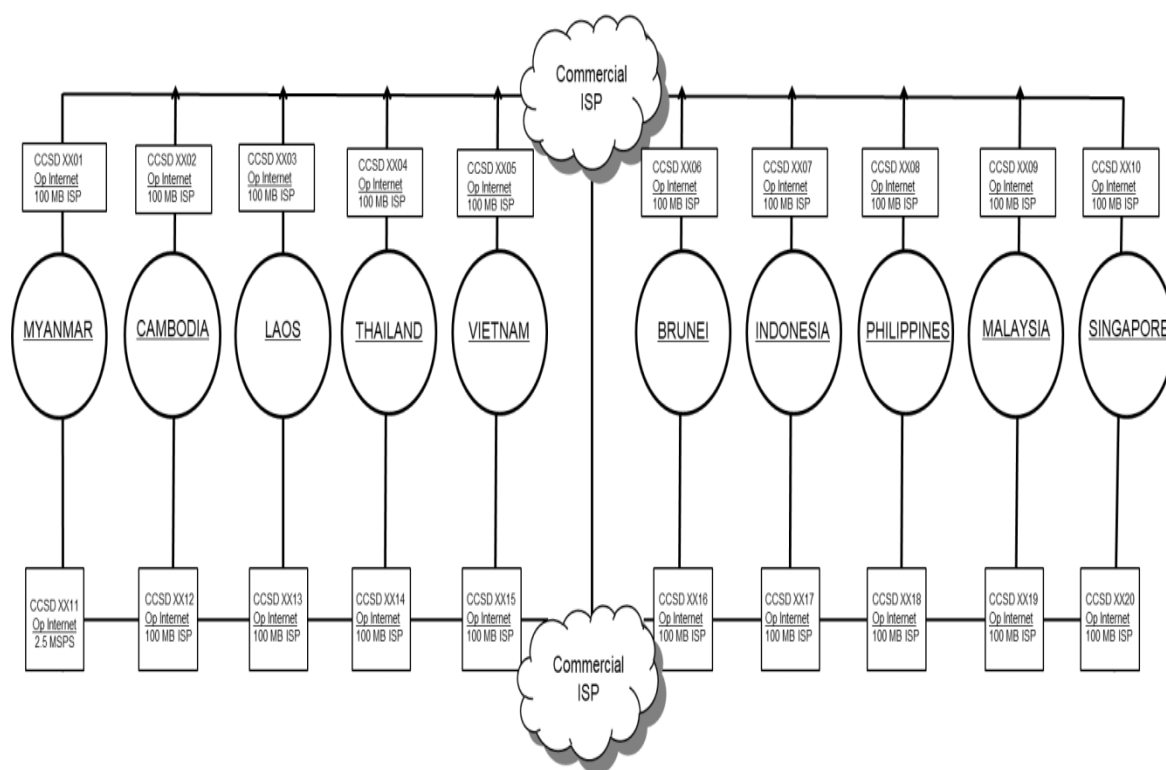 Commercial
ISP
CCSD XX01
Op Internet
100 MB ISP
CCSD XX02
Op Internet
100 MB ISP
CCSD XX03
Op Internet
100 MB ISP
CCSD XX04
Op Internet
100 MB ISP
CCSD XX05
Op Internet
100 MB ISP
CCSD XX06
Op Internet
100 MB ISP
CCSD XX07
Op Internet
100 MB ISP
CCSD XX08
Op Internet
100 MB ISP
CCSD XX09
Op Internet
100 MB ISP
CCSD XX10
Op Internet
100 MB ISP
MYANMAR
CAMBODIA
LAOS
THAILAND
VIETNAM
BRUNEI
INDONESIA
PHILIPPINES
MALAYSIA
SINGAPORE
CCSD XX11
Op Internet
2.5 MSPS
CCSD XX12
Op Internet
100 MB ISP
CCSD XX13
Op Internet
100 MB ISP
CCSD XX14
Op Internet
100 MB ISP
CCSD XX15
Op Internet
100 MB ISP
CCSD XX16
Op Internet
100 MB ISP
CCSD XX17
Op Internet
100 MB ISP
CCSD XX18
Op Internet
100 MB ISP
CCSD XX19
Op Internet
100 MB ISP
CCSD XX20
Op Internet
100 MB ISP
Commercial
ISP